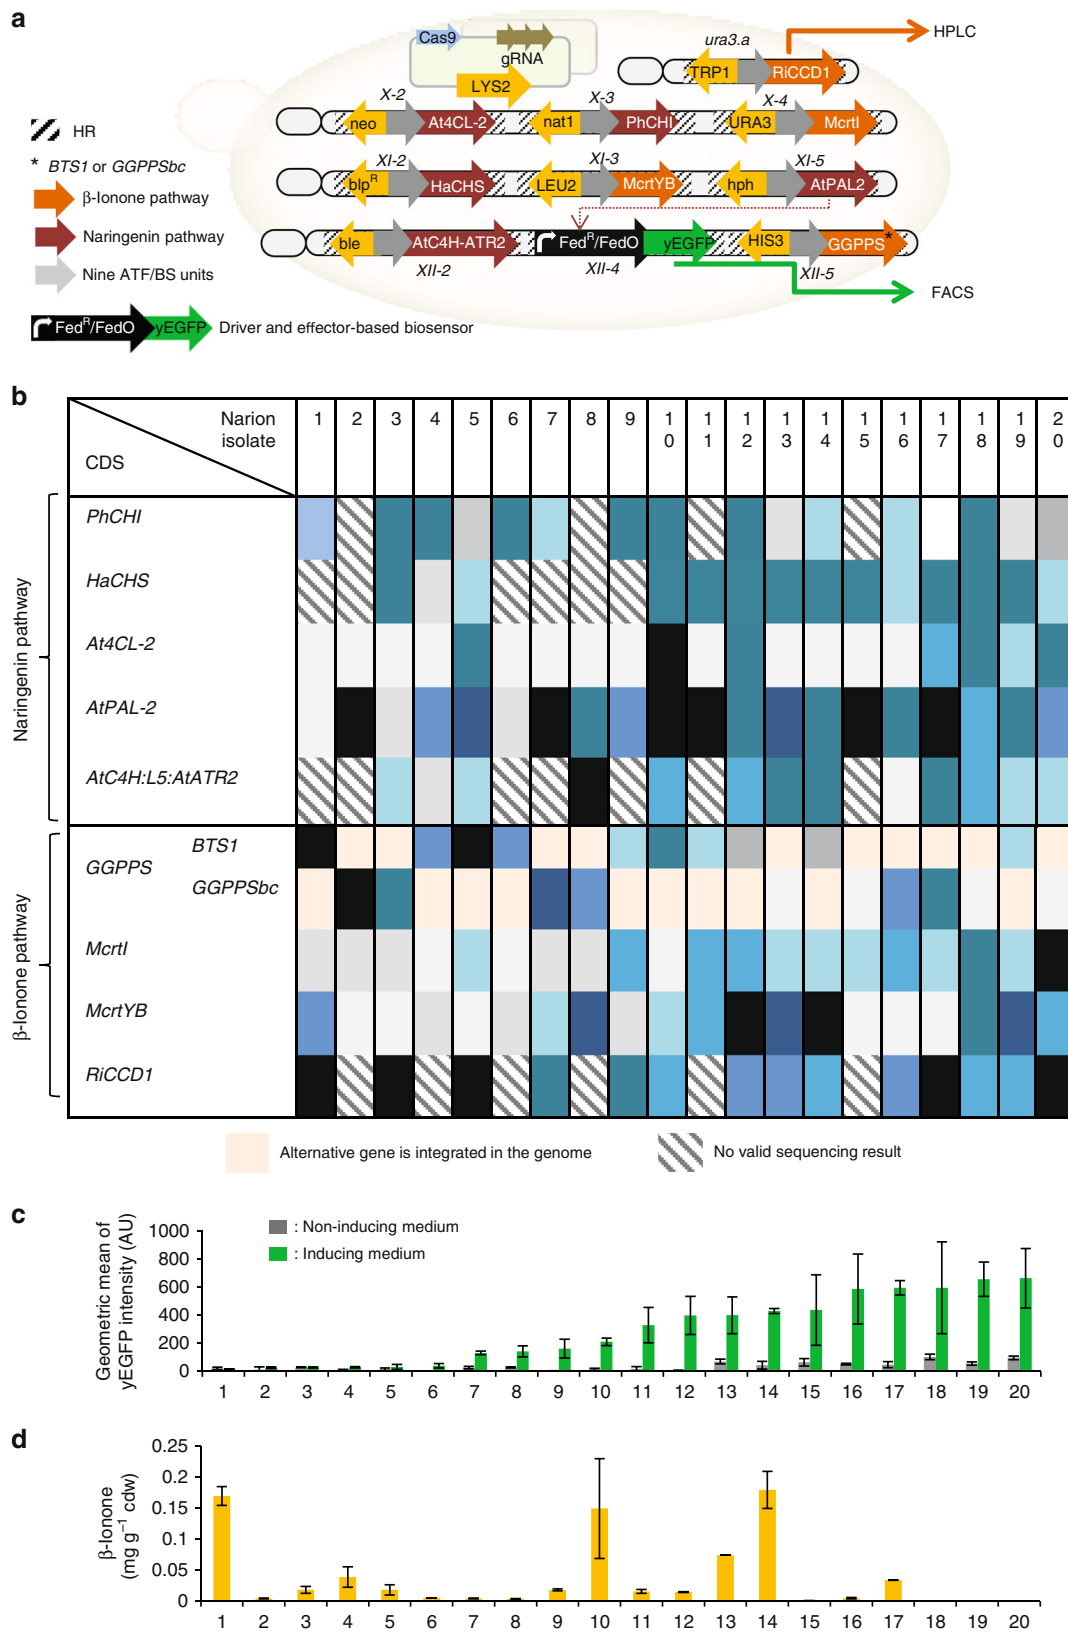 a
Cas9
gRNA
LYS2
ura3.a
HPLC
TRP1
RiCCD1
X-2
X-3
X-4
neo
At4CL-2
nat1
PhCHI
URA3
McrtI
HR
XI-2
XI-3
XI-5
* BTS1 or GGPPSbc
blpR
HaCHS
LEU2
McrtYB
hph
AtPAL2
β-Ionone pathway
Naringenin pathway
ble
AtC4H-ATR2
FedR/FedO
yEGFP
HIS3
GGPPS*
XII-2
XII-4
XII-5
Nine ATF/BS units
FACS
FedR/FedO
yEGFP
Driver and effector-based biosensor
b
Narion isolate
1 2 3 4 5 6 7 8 9 10 11 12 13 14 15 16 17 18 19 20
CDS
Naringenin pathway
PhCHI
HaCHS
At4CL-2
AtPAL-2
AtC4H:L5:AtATR2
β-Ionone pathway
GGPPS
BTS1
GGPPSbc
McrtI
McrtYB
RiCCD1
Alternative gene is integrated in the genome
No valid sequencing result
c
Geometric mean of
yEGFP intensity (AU)
1000
800
600
400
200
0
: Non-inducing medium
: Inducing medium
1 2 3 4 5 6 7 8 9 10 11 12 13 14 15 16 17 18 19 20
d
β-Ionone
(mg g−1 cdw)
0.25
0.2
0.15
0.1
0.05
0
1 2 3 4 5 6 7 8 9 10 11 12 13 14 15 16 17 18 19 20